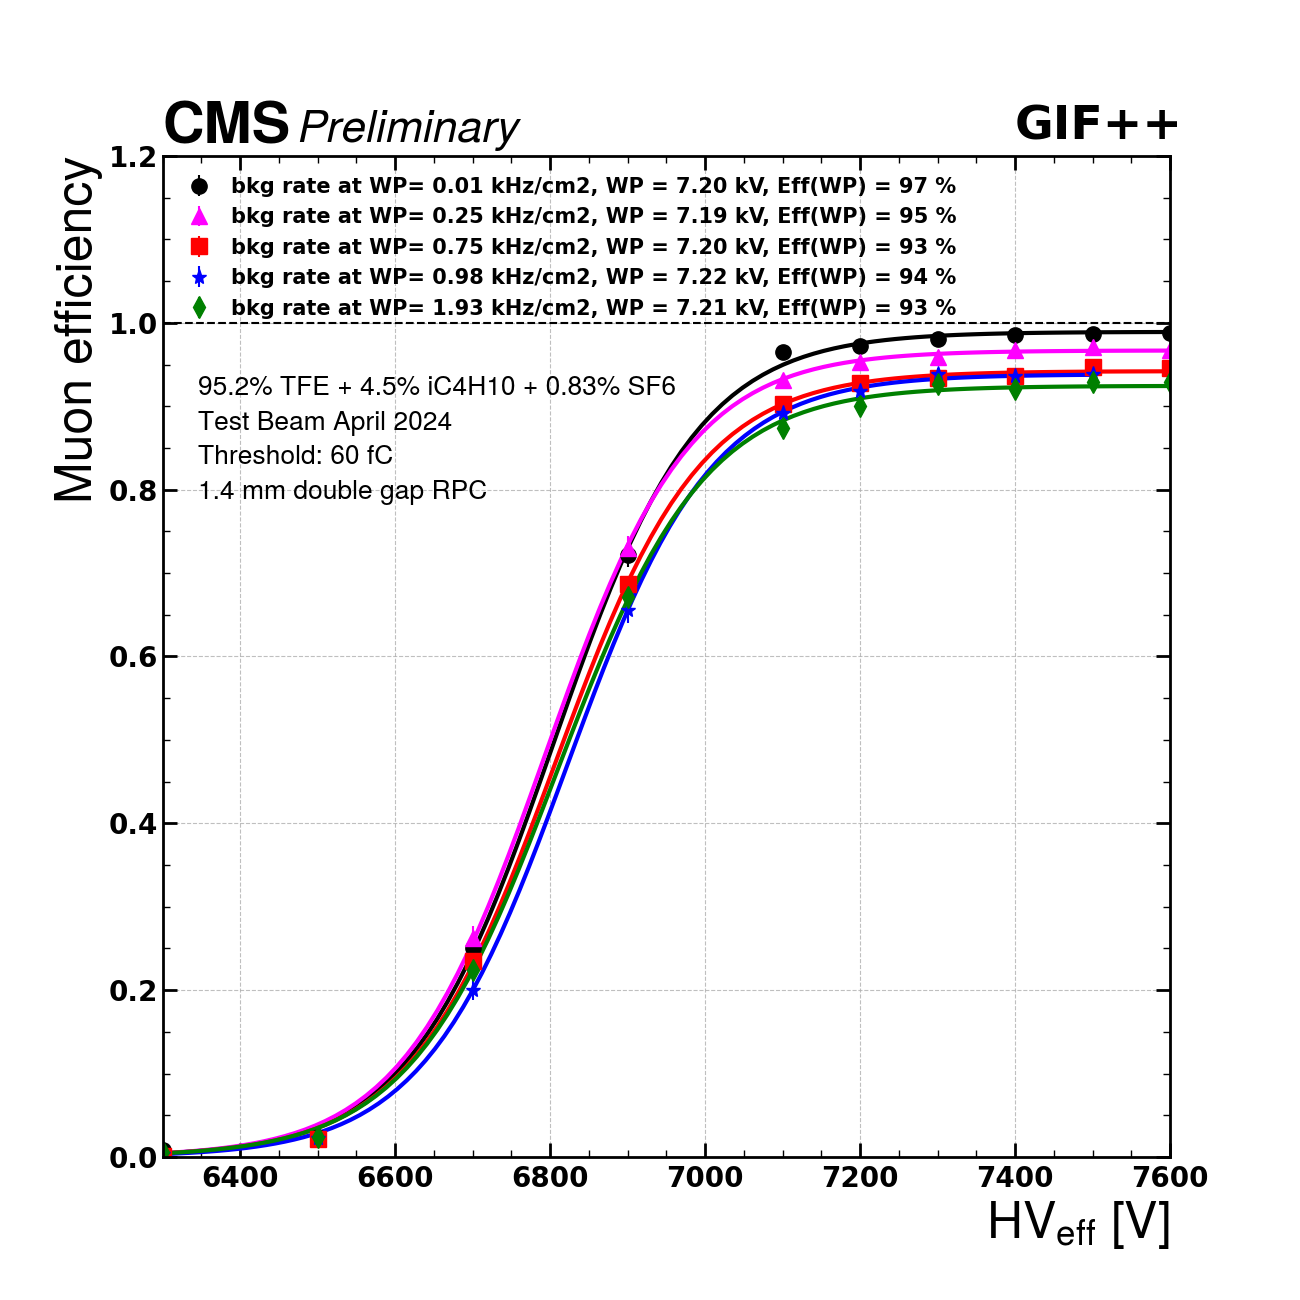 CMS Preliminary GIF++
Muon efficiency
1.2
1.0
0.8
0.6
0.4
0.2
0.0
bkg rate at WP= 0.01 kHz/cm2, WP = 7.20 kV, Eff(WP) = 97 %
bkg rate at WP= 0.25 kHz/cm2, WP = 7.19 kV, Eff(WP) = 95 %
bkg rate at WP= 0.75 kHz/cm2, WP = 7.20 kV, Eff(WP) = 93 %
bkg rate at WP= 0.98 kHz/cm2, WP = 7.22 kV, Eff(WP) = 94 %
bkg rate at WP= 1.93 kHz/cm2, WP = 7.21 kV, Eff(WP) = 93 %
95.2% TFE + 4.5% iC4H10 + 0.83% SF6
Test Beam April 2024
Threshold: 60 fC
1.4 mm double gap RPC
6400 6600 6800 7000 7200 7400 7600
HVeff [V]